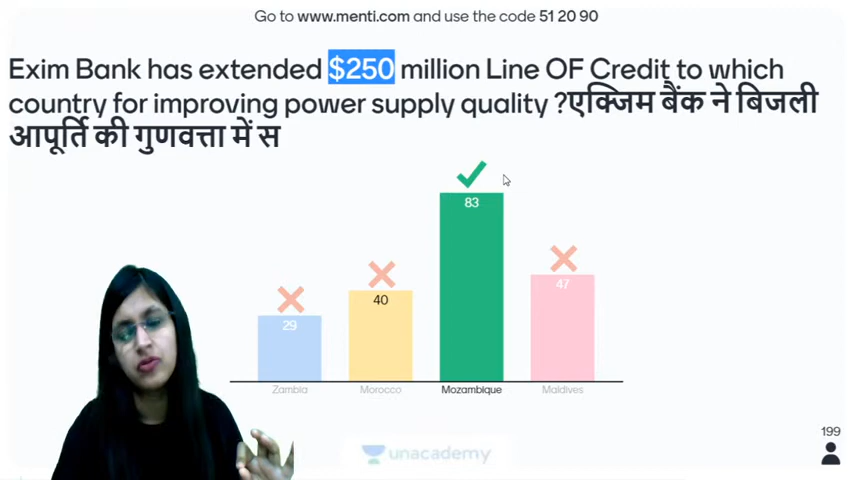 Go to www.menti.com and use the code 51 20 90
Exim Bank has extended $250 million Line OF Credit to which
country for improving power supply quality ?एक्जिम बैंक ने बिजली
आपूर्ति की गुणवत्ता में स
83
47
40
29
Zambia Morocco Mozambique Maldives
199
unacademy